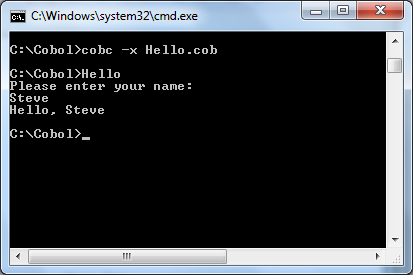 C:\Windows\system32\cmd.exe
C:\Cobol>cobc -x Hello.cob
C:\Cobol>Hello
Please enter your name:
Steve
Hello, Steve
C:\Cobol>_